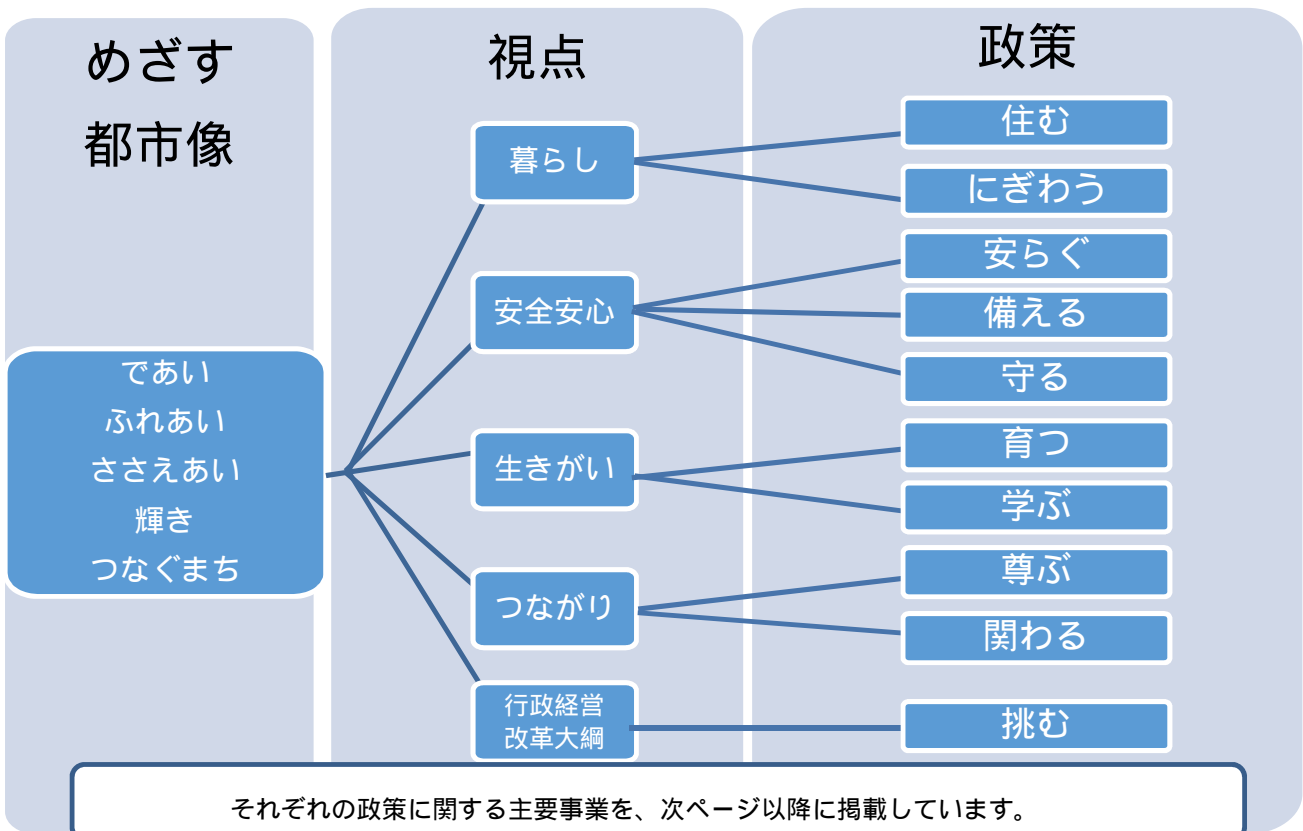 めざす
都市像
視点
政策
であい
ふれあい
ささえあい
輝き
つなぐまち
暮らし
安全安心
生きがい
つながり
行政経営
改革大綱
住む
にぎわう
安らぐ
備える
守る
育つ
学ぶ
尊ぶ
関わる
挑む
それぞれの政策に関する主要事業を、次ページ以降に掲載しています。